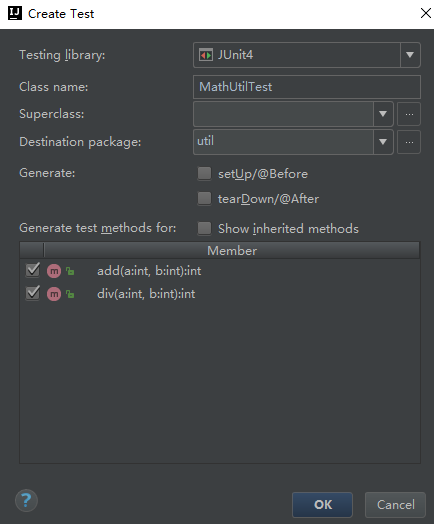 IJ Create Test
Testing library: JUnit4
Class name: MathUtilTest
Superclass: ...
Destination package: util ...
Generate: setUp/@Before
tearDown/@After
Generate test methods for: Show inherited methods
Member
m add(a:int, b:int):int
m div(a:int, b:int):int
? OK Cancel